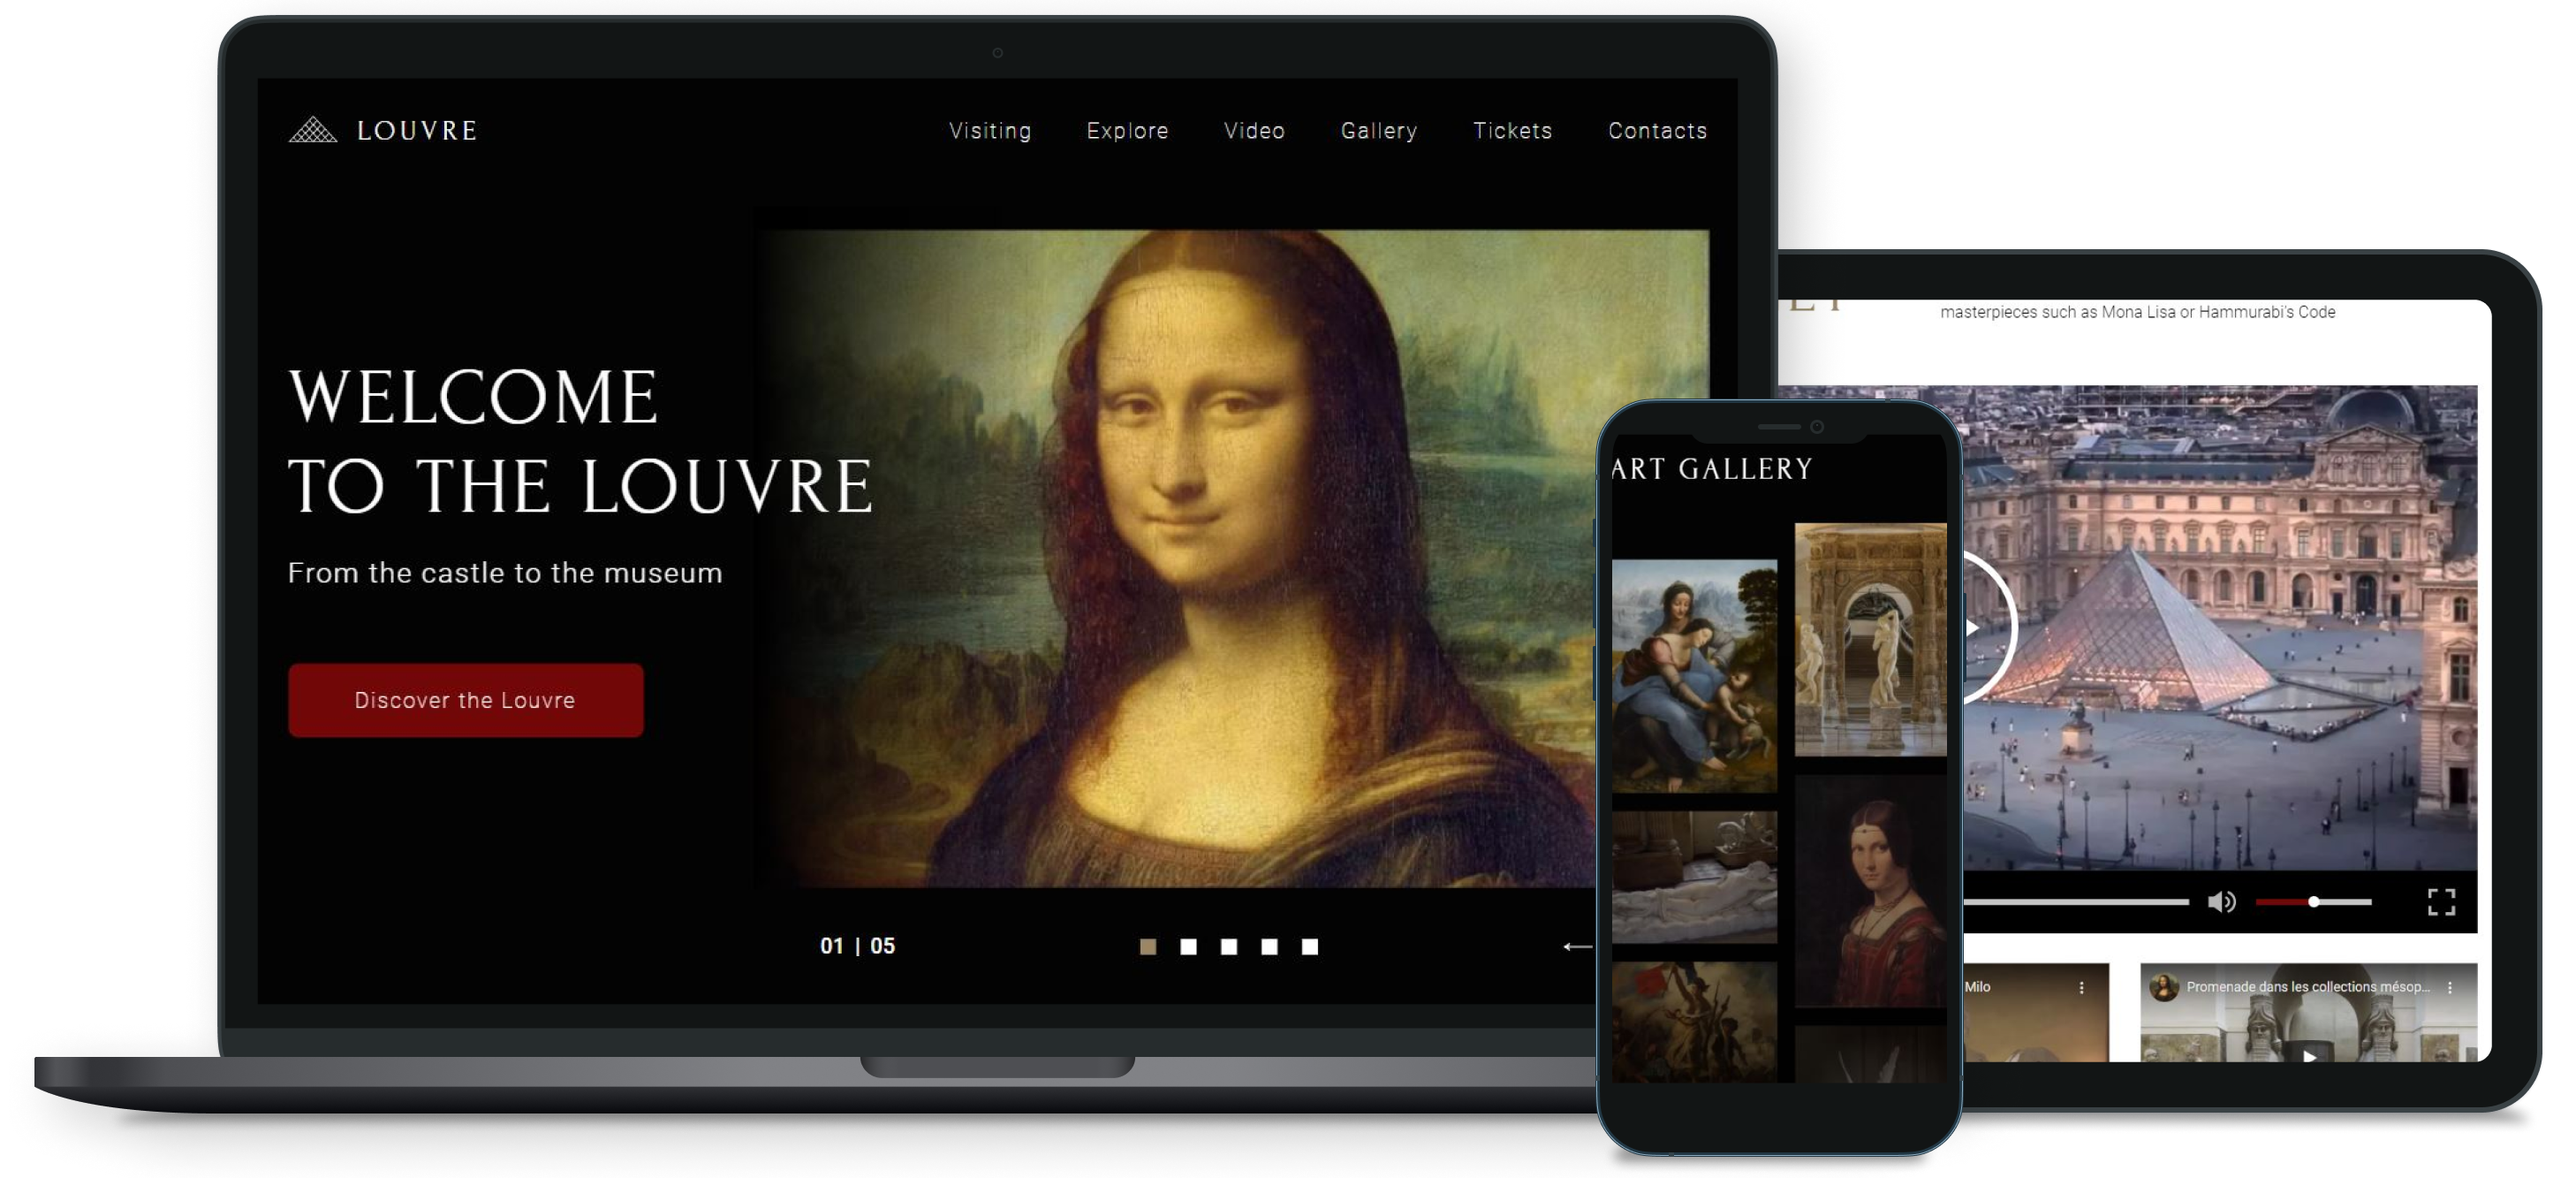 LOUVRE
Visiting Explore Video Gallery Tickets Contacts
WELCOME
TO THE LOUVRE
From the castle to the museum
Discover the Louvre
01 | 05
ART GALLERY
masterpieces such as Mona Lisa or Hammurabi's Code
Milo
Promenade dans les collections mésop...